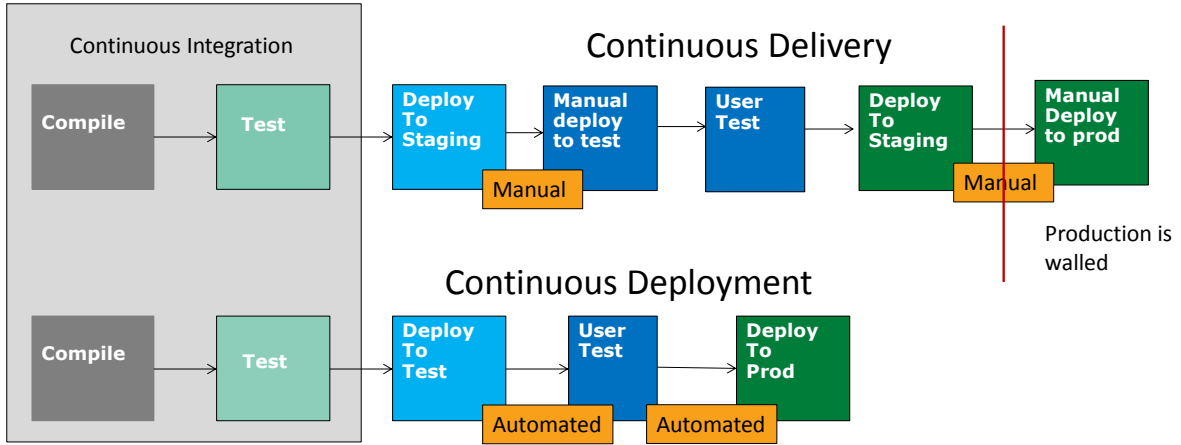 Continuous Integration
Continuous Delivery
Compile
Test
Deploy
To
Staging
Manual
deploy
to test
User
Test
Deploy
To
Staging
Manual
Deploy
to prod
Manual
Manual
Production is
walled
Continuous Deployment
Compile
Test
Deploy
To
Test
User
Test
Deploy
To
Prod
Automated
Automated